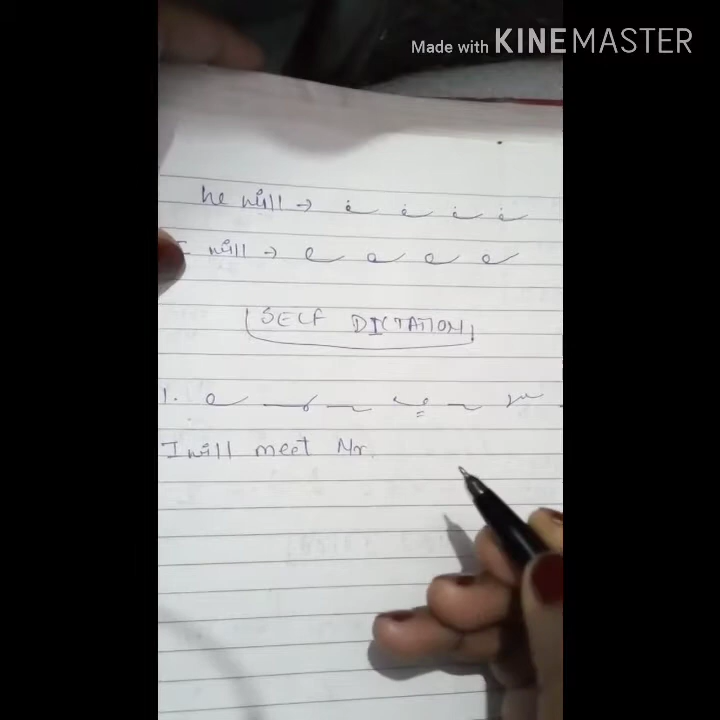 Made with KINEMASTER
he will →
I will →
SELF DICTATION
1.
I will meet Mr.